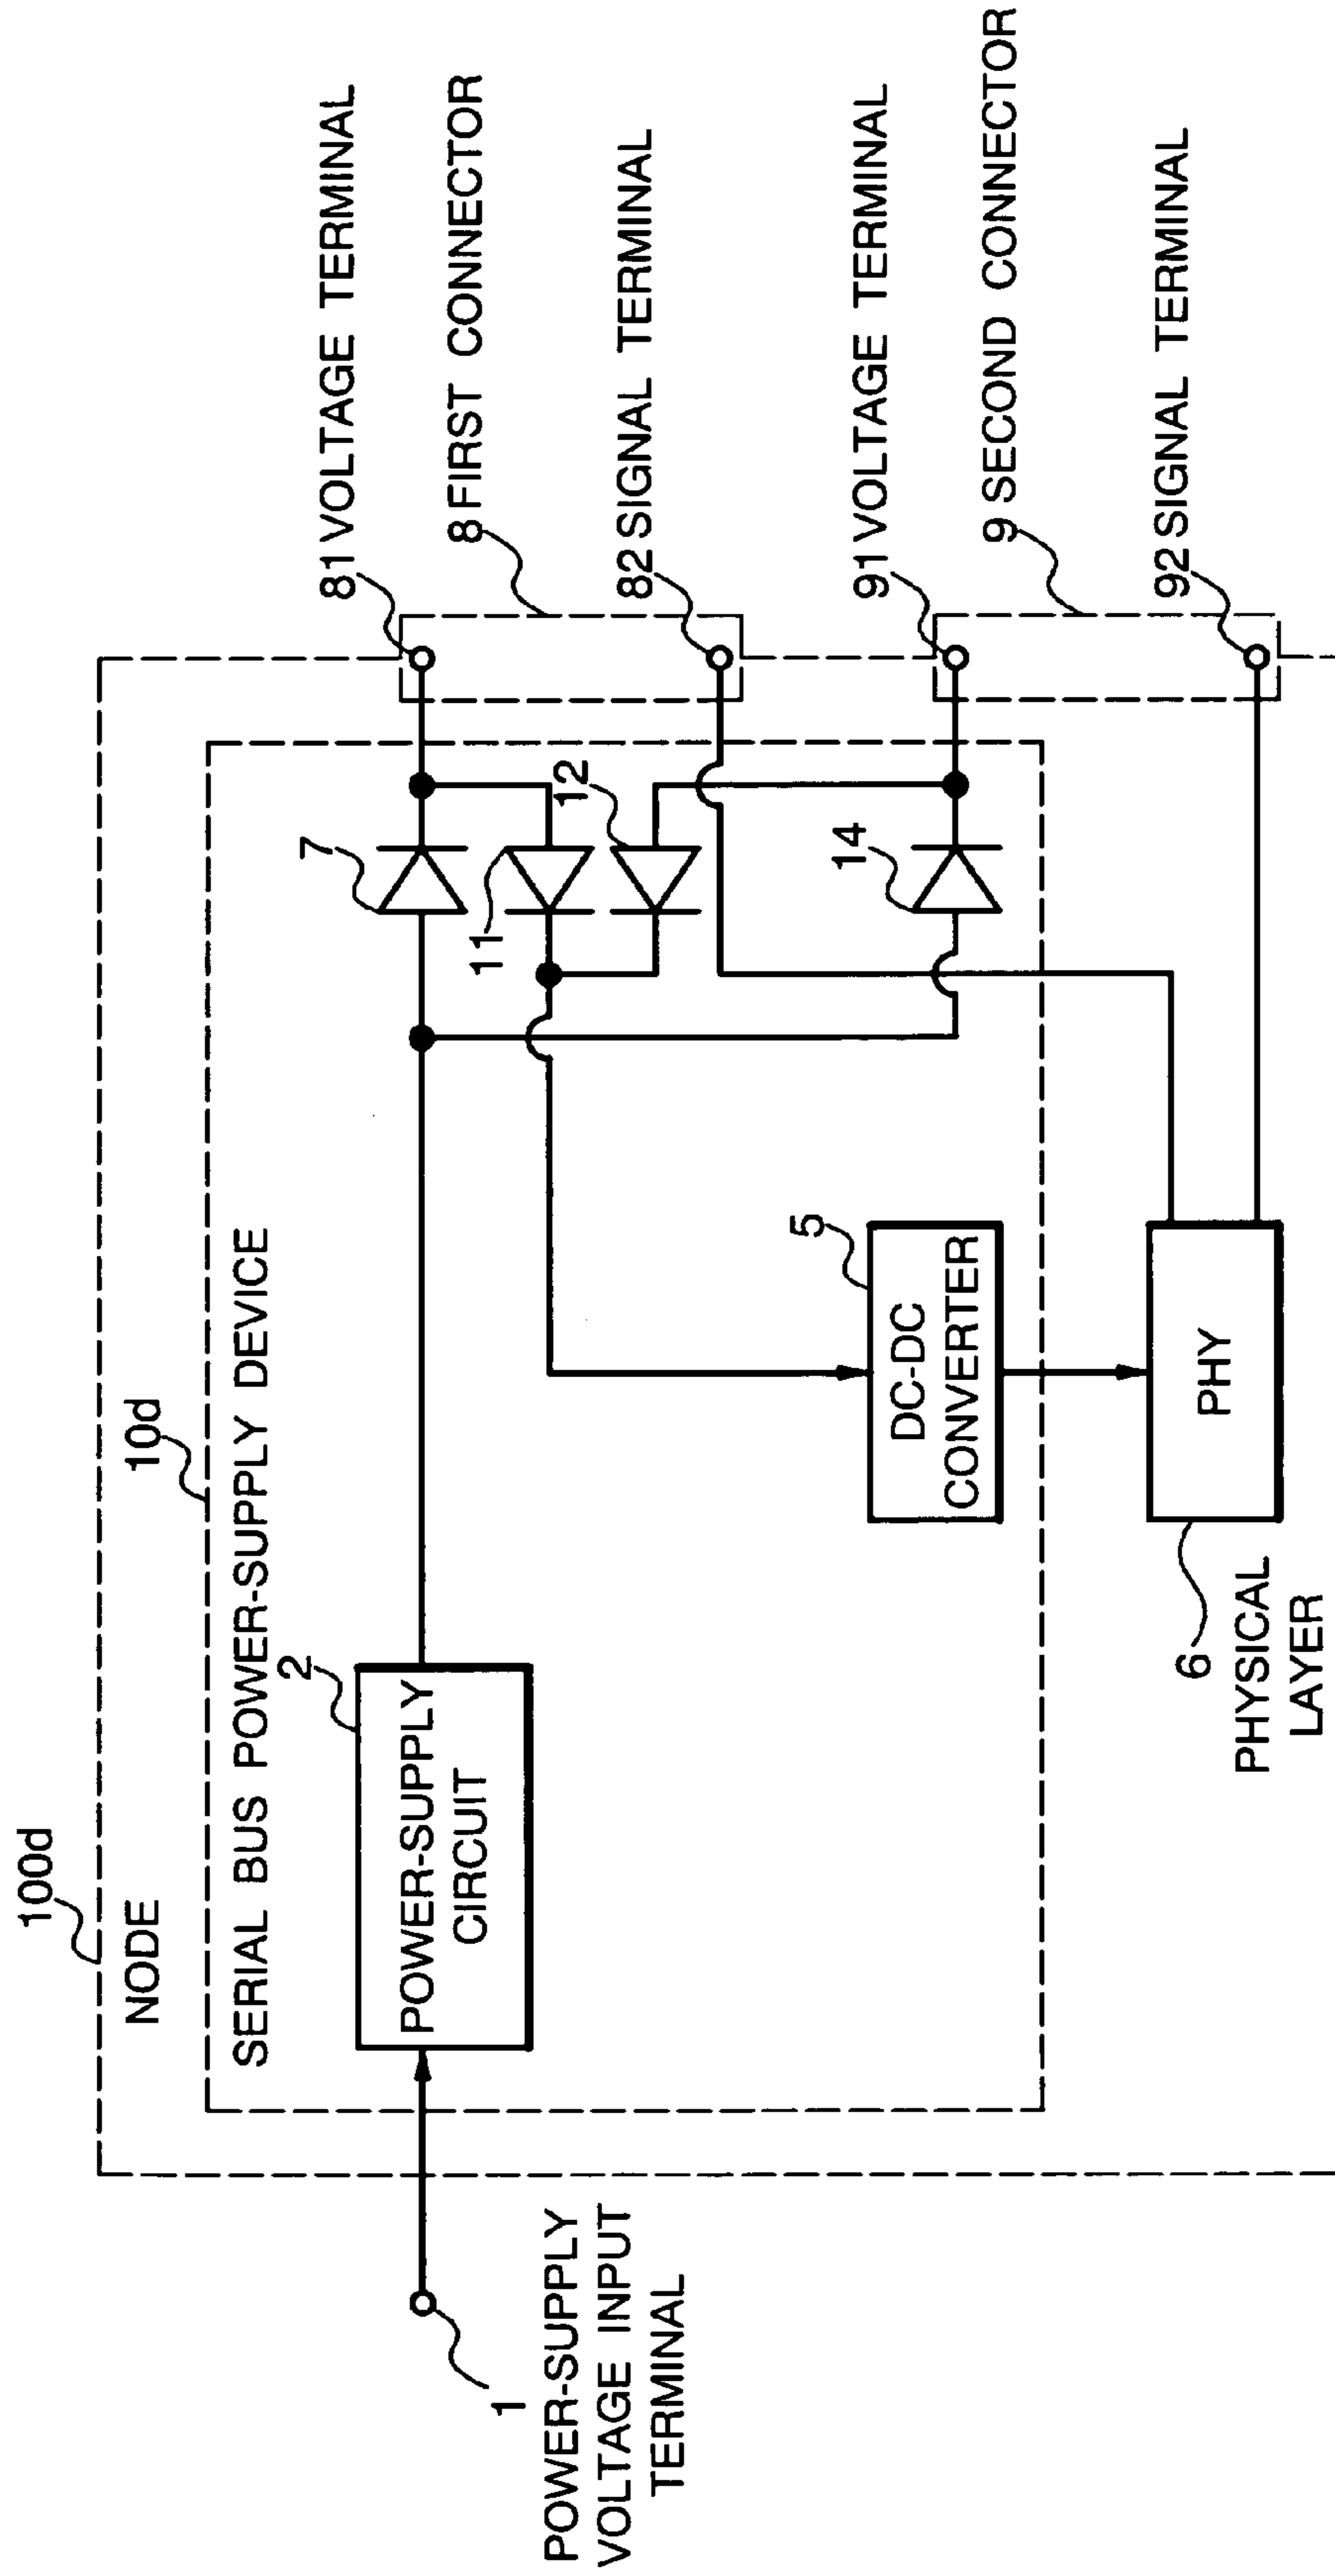 100d
NODE
10d
SERIAL BUS POWER-SUPPLY DEVICE
1
POWER-SUPPLY
VOLTAGE INPUT
TERMINAL
2
POWER-SUPPLY
CIRCUIT
7
11
12
14
5
DC-DC
CONVERTER
PHY
6
PHYSICAL
LAYER
81 VOLTAGE TERMINAL
8 FIRST CONNECTOR
82 SIGNAL TERMINAL
91 VOLTAGE TERMINAL
9 SECOND CONNECTOR
92 SIGNAL TERMINAL